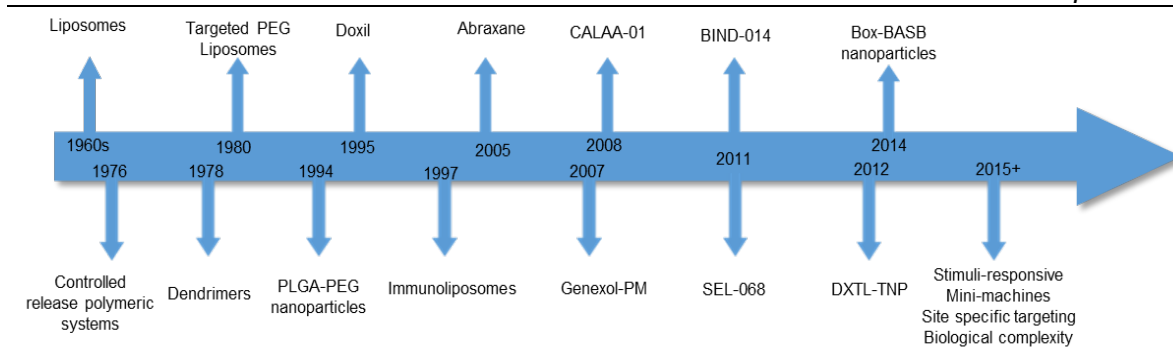 Liposomes
Targeted PEG
Liposomes
Doxil
Abraxane
CALAA-01
BIND-014
Box-BASB
nanoparticles
1960s
1980
1995
2005
2008
2011
2014
1976
1978
1994
1997
2007
2012
2015+
Controlled
release polymeric
systems
Dendrimers
PLGA-PEG
nanoparticles
Immunoliposomes
Genexol-PM
SEL-068
DXTL-TNP
Stimuli-responsive
Mini-machines
Site specific targeting
Biological complexity